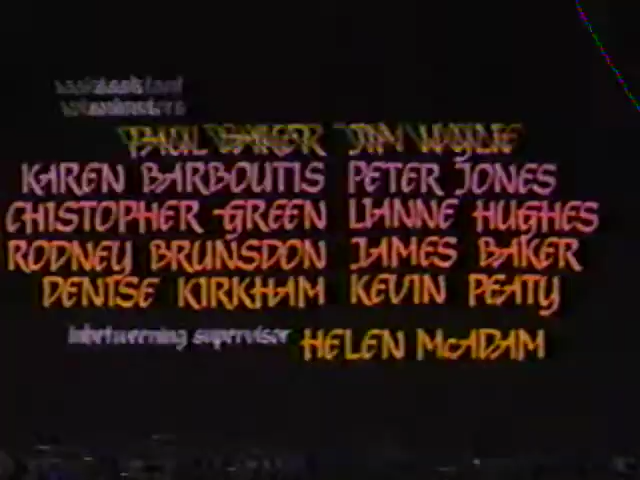 PAUL BAKER JIM WYLIE
KAREN BARBOUTIS PETER JONES
CHISTOPHER GREEN LIANNE HUGHES
RODNEY BRUNSDON JAMES BAKER
DENISE KIRKHAM KEVIN PEATY
Inbetweening supervisor HELEN McADAM